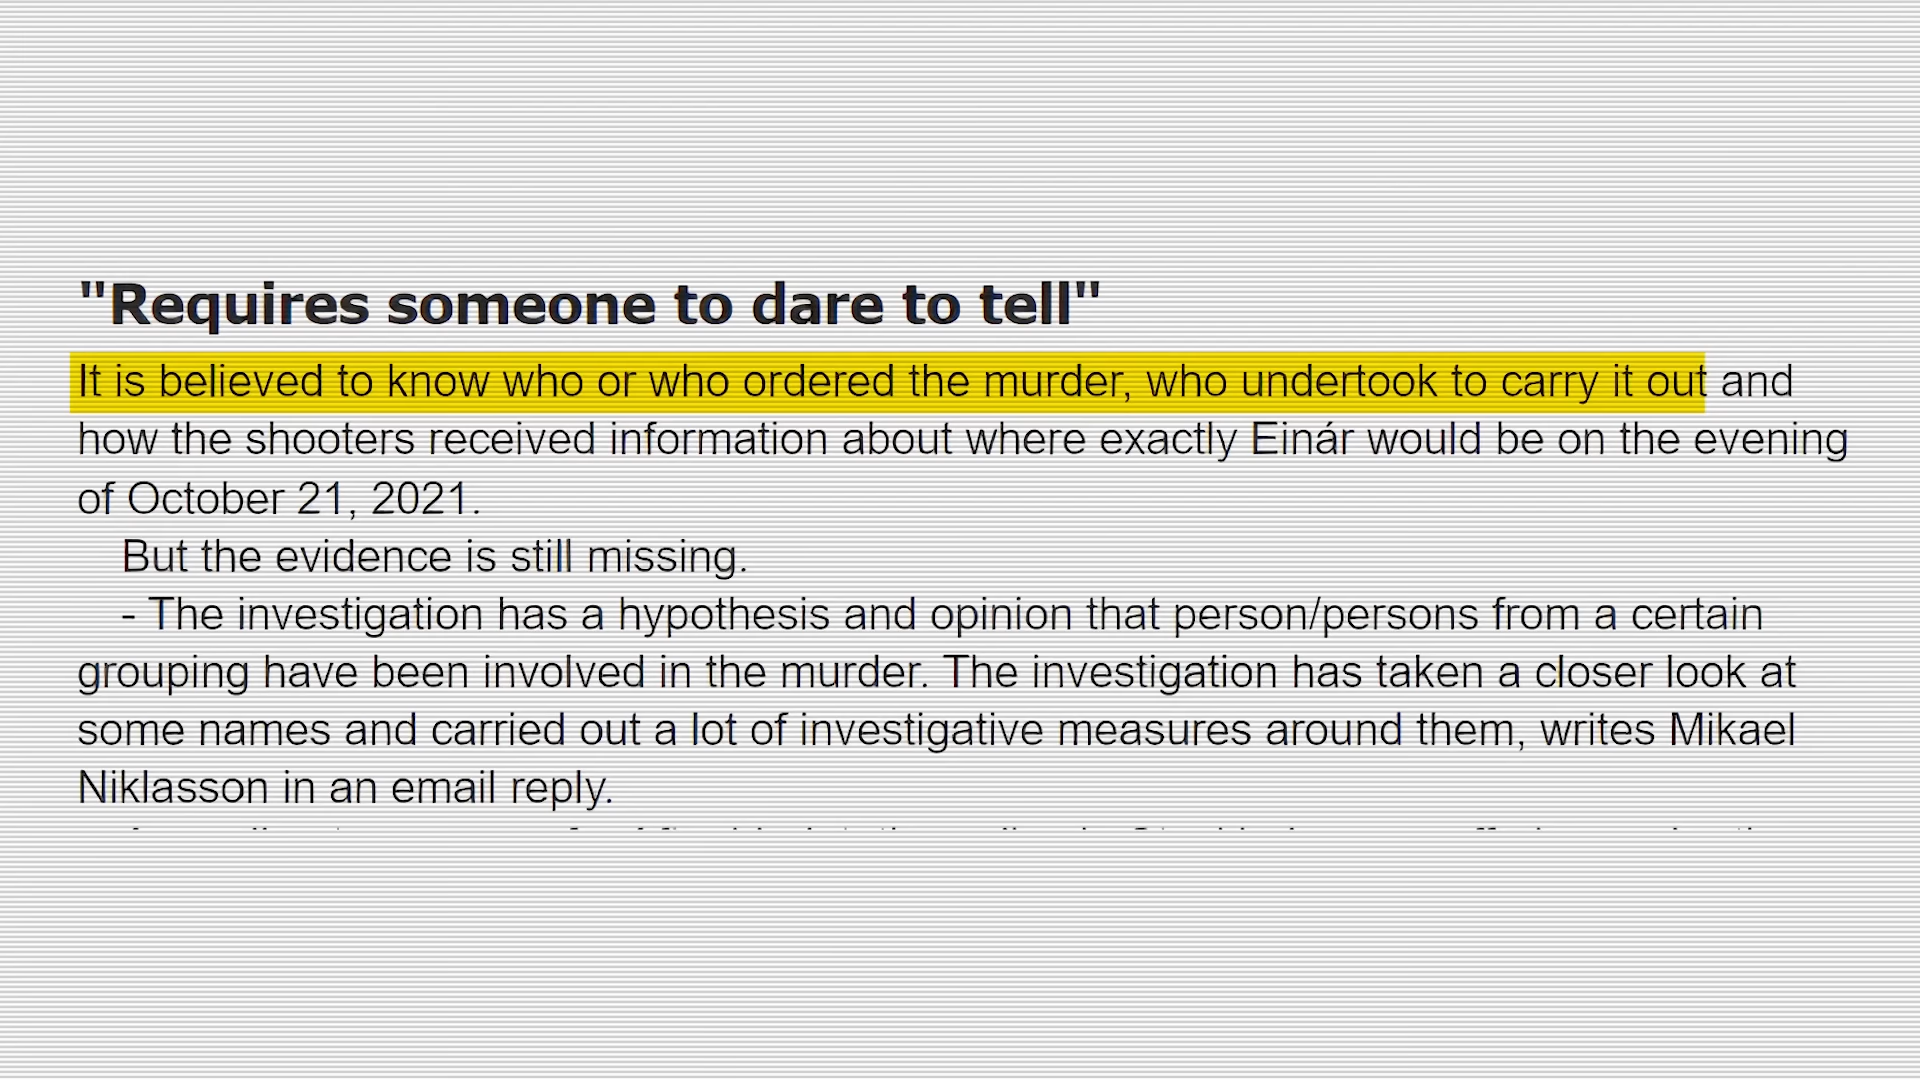 "Requires someone to dare to tell"
It is believed to know who or who ordered the murder, who undertook to carry it out and
how the shooters received information about where exactly Einár would be on the evening
of October 21, 2021.
But the evidence is still missing.
- The investigation has a hypothesis and opinion that person/persons from a certain
grouping have been involved in the murder. The investigation has taken a closer look at
some names and carried out a lot of investigative measures around them, writes Mikael
Niklasson in an email reply.